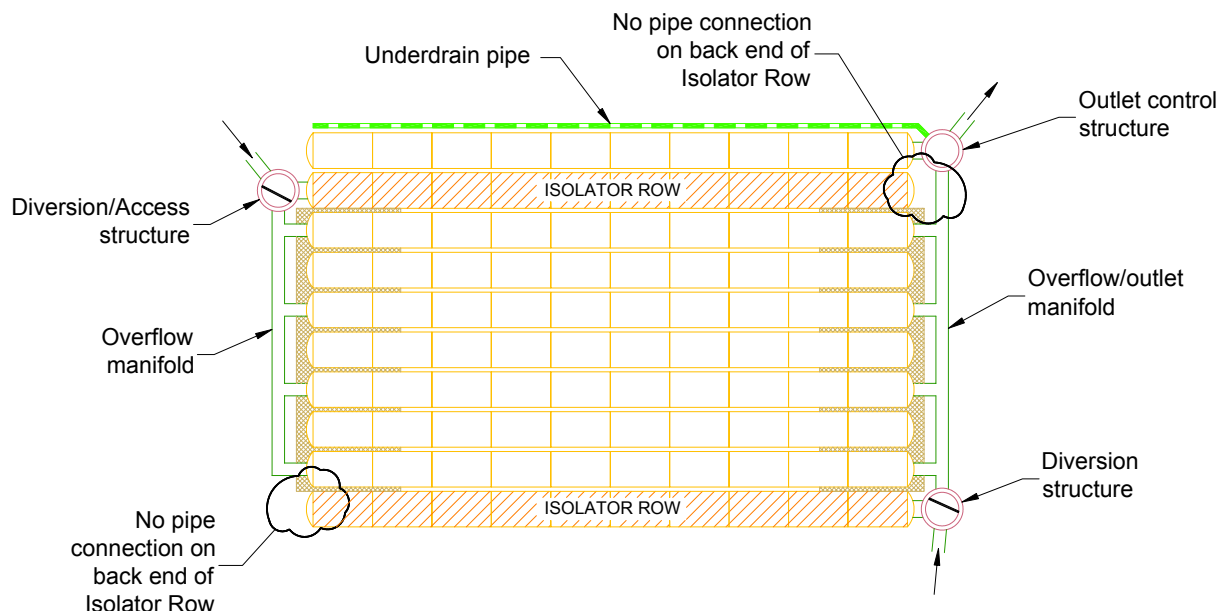 No pipe connection
on back end of
Isolator Row
Underdrain pipe
Outlet control
structure
ISOLATOR ROW
Diversion/Access
structure
Overflow/outlet
manifold
Overflow
manifold
Diversion
structure
ISOLATOR ROW
No pipe
connection on
back end of
Isolator Row